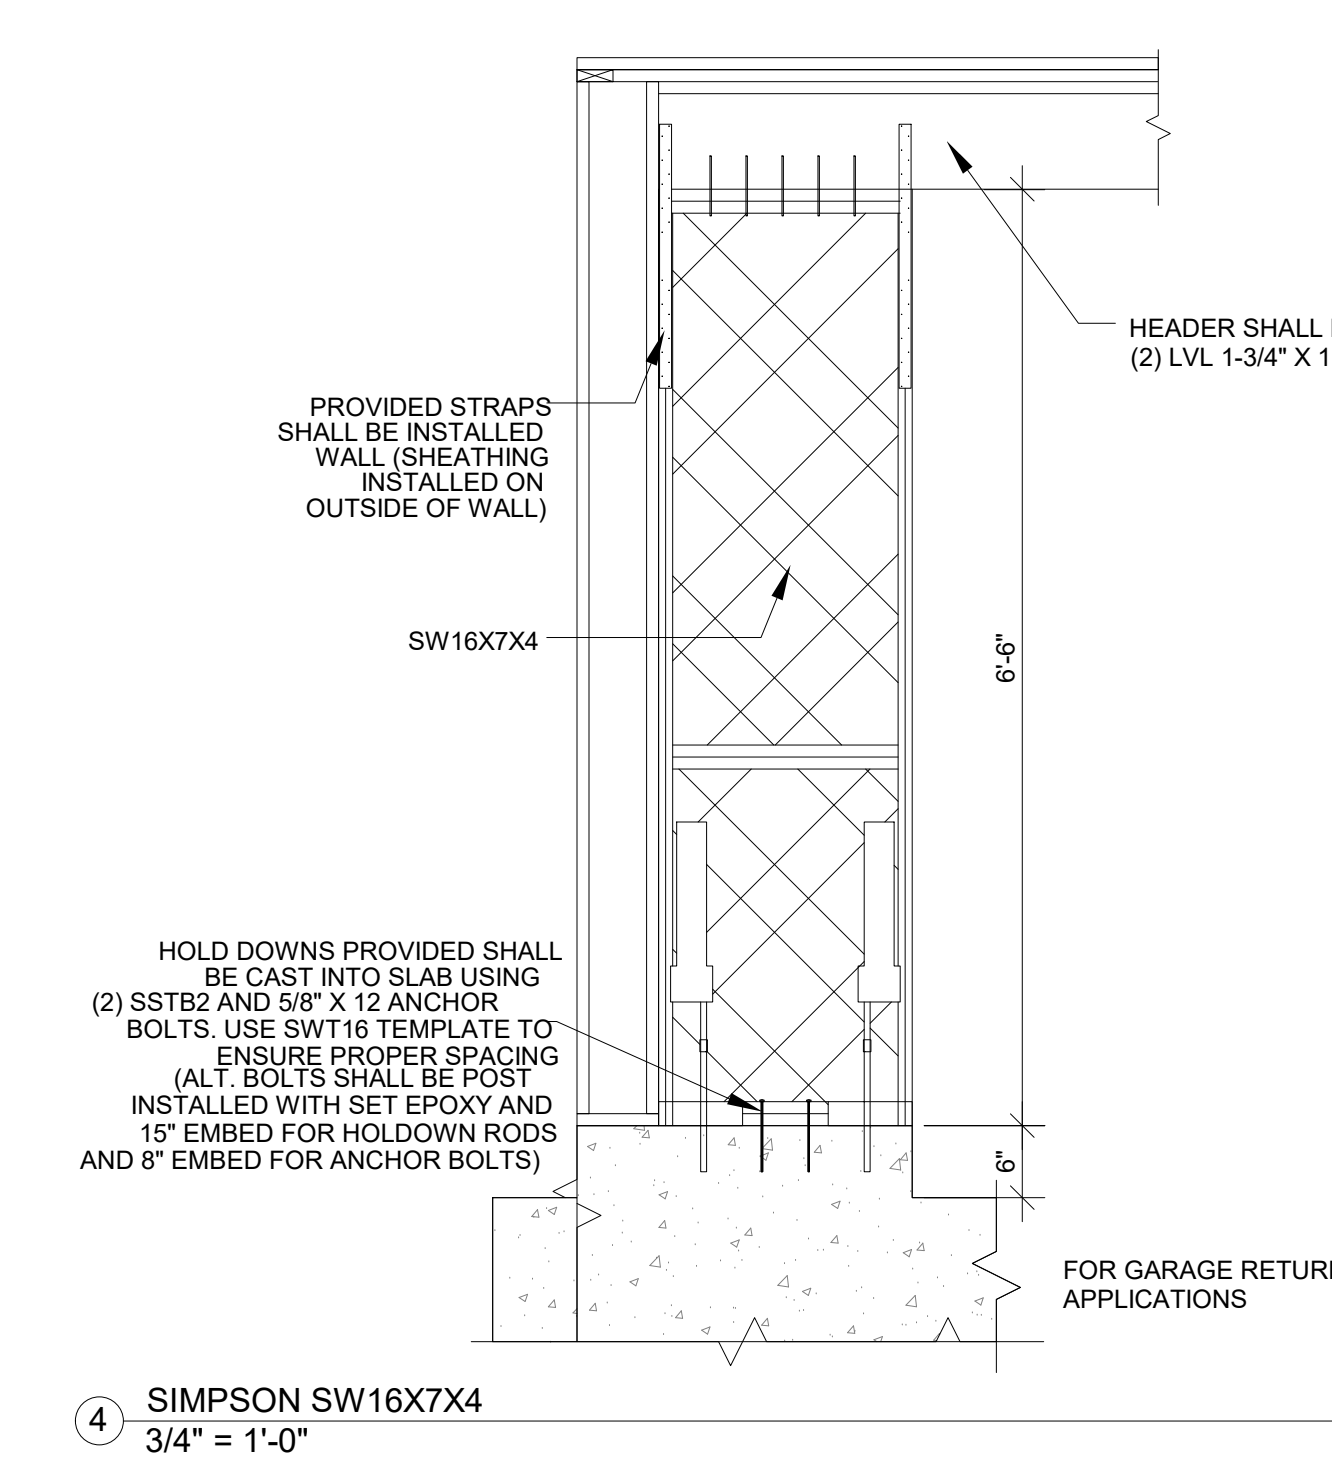 HEADER SHALL
(2) LVL 1-3/4" X 1
PROVIDED STRAPS
SHALL BE INSTALLED
WALL (SHEATHING
INSTALLED ON
OUTSIDE OF WALL)
SW16X7X4
6'-6"
HOLD DOWNS PROVIDED SHALL
BE CAST INTO SLAB USING
(2) SSTB2 AND 5/8" X 12 ANCHOR
BOLTS. USE SWT16 TEMPLATE TO
ENSURE PROPER SPACING
(ALT. BOLTS SHALL BE POST
INSTALLED WITH SET EPOXY AND
15" EMBED FOR HOLDOWN RODS
AND 8" EMBED FOR ANCHOR BOLTS)
6"
FOR GARAGE
APPLICATIONS
4
SIMPSON SW16X7X4
3/4" = 1'-0"